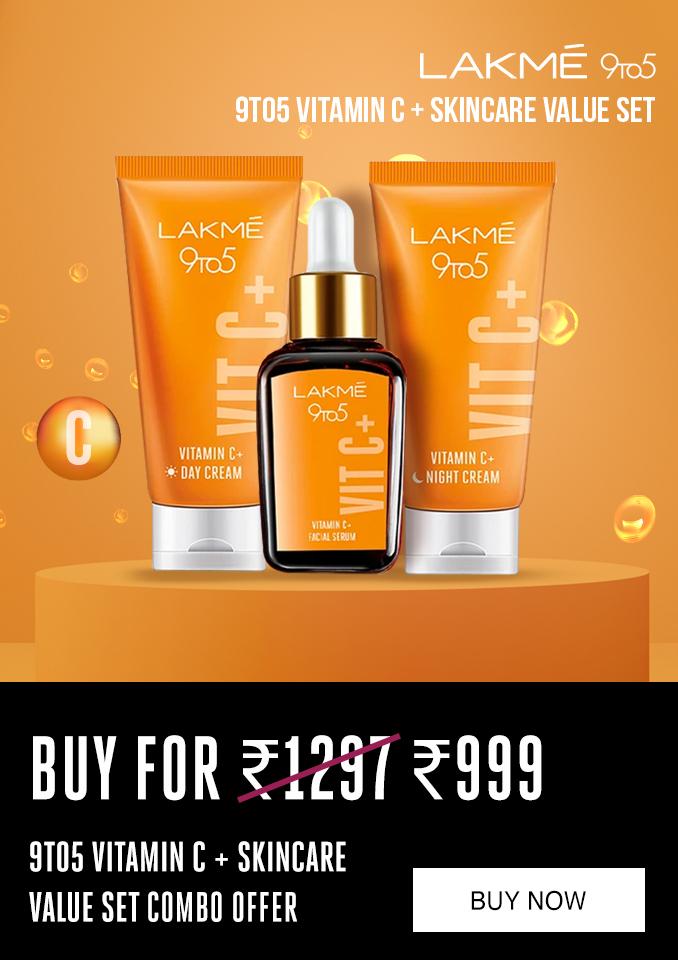 LAKMÉ 9TO5
9TO5 VITAMIN C + SKINCARE VALUE SET
LAKMÉ
9TO5
VIT C+
VITAMIN C+
DAY CREAM
LAKMÉ
9TO5
VIT C+
VITAMIN C+
FACIAL SERUM
LAKMÉ
9TO5
VIT C+
VITAMIN C+
NIGHT CREAM
C
BUY FOR ₹1297 ₹999
9TO5 VITAMIN C + SKINCARE
VALUE SET COMBO OFFER
BUY NOW